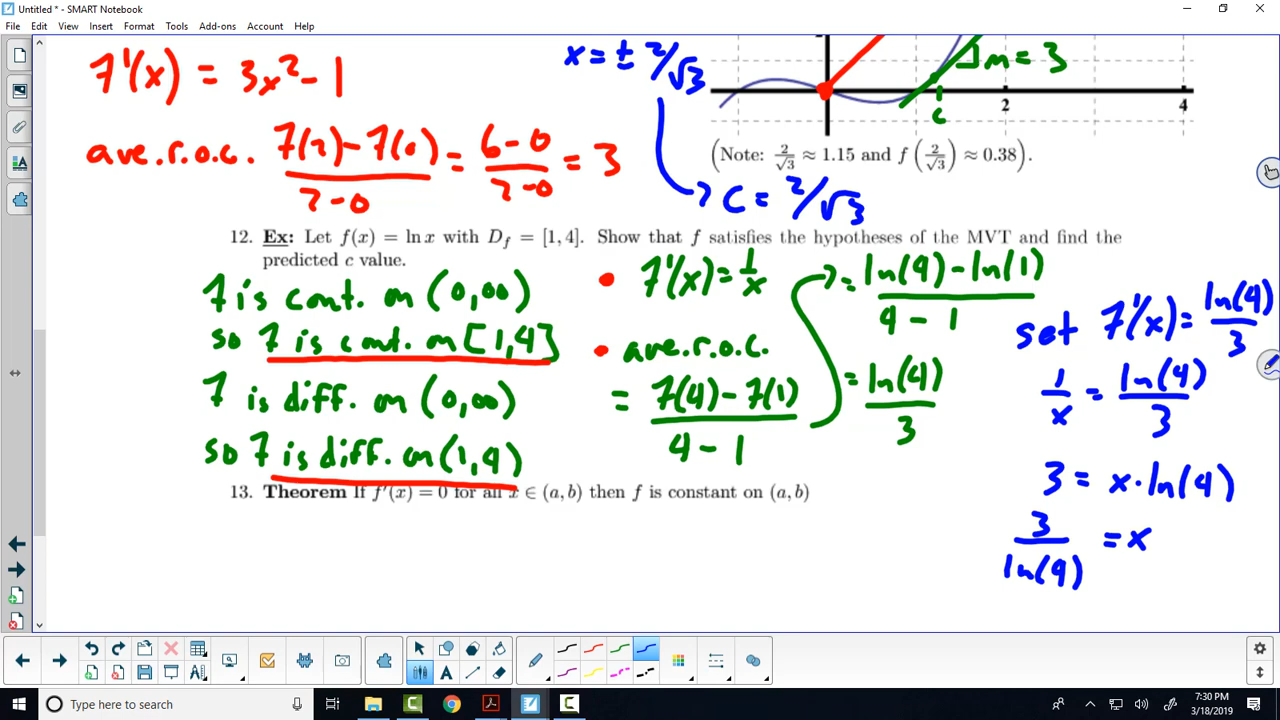 Untitled * - SMART Notebook
File Edit View Insert Format Tools Add-ons Account Help
f'(x) = 3x² - 1
ave.r.o.c. f(2) - f(0) / 2 - 0 = 6 - 0 / 2 - 0 = 3
x = ± 2/√3
m = 3
c
2
4
(Note: 2/√3 ≈ 1.15 and f(2/√3) ≈ 0.38).
c = 2/√3
12. Ex: Let f(x) = ln x with D_f = [1, 4]. Show that f satisfies the hypotheses of the MVT and find the
predicted c value.
f is cont. on (0,∞)
so f is cont. on [1,4]
f is diff. on (0,∞)
so f is diff. on (1,4)
• f'(x) = 1/x
• ave.r.o.c.
= f(4) - f(1) / 4 - 1
= ln(4) - ln(1) / 4 - 1
= ln(4) / 3
set f'(x) = ln(4) / 3
1/x = ln(4) / 3
3 = x·ln(4)
3 / ln(4) = x
13. Theorem If f'(x) = 0 for all x ∈ (a, b) then f is constant on (a, b)
Type here to search
7:30 PM
3/18/2019